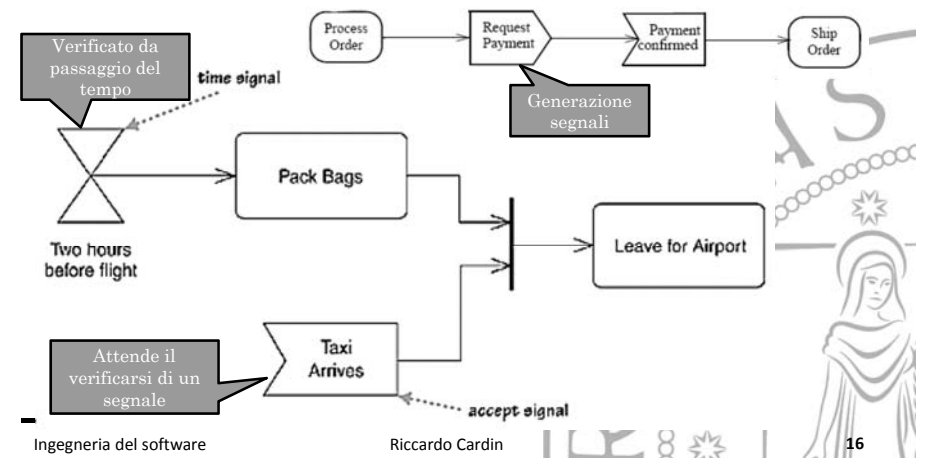 Process
Order
Request
Payment
Payment
confirmed
Ship
Order
Verificato da
passaggio del
tempo
time signal
Generazione
segnali
Pack Bags
Two hours
before flight
Leave for Airport
Taxi
Arrives
Attende il
verificarsi di un
segnale
accept signal
AS
Ingegneria del software
Riccardo Cardin
16